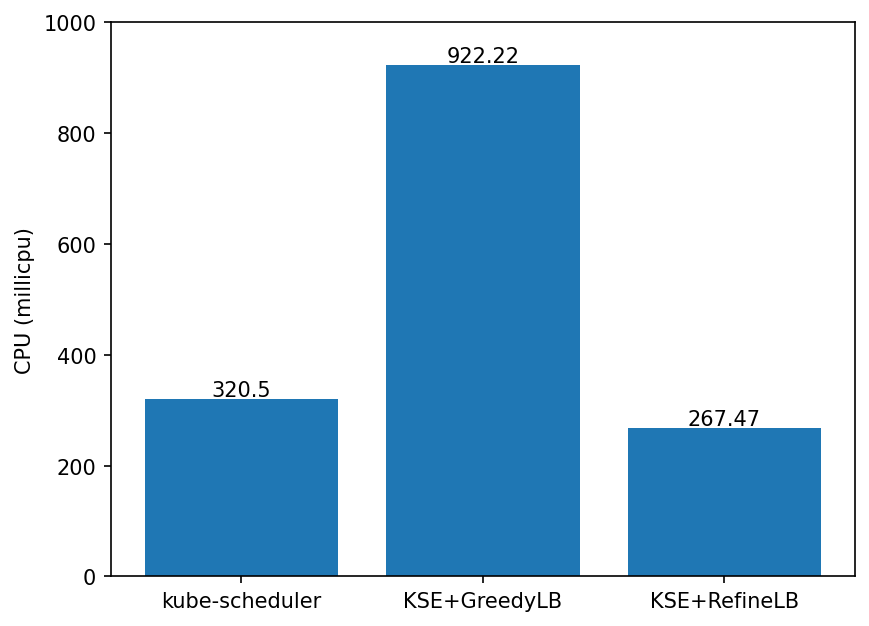 1000
800
600
400
200
0
CPU (millicpu)
320.5
922.22
267.47
kube-scheduler
KSE+GreedyLB
KSE+RefineLB